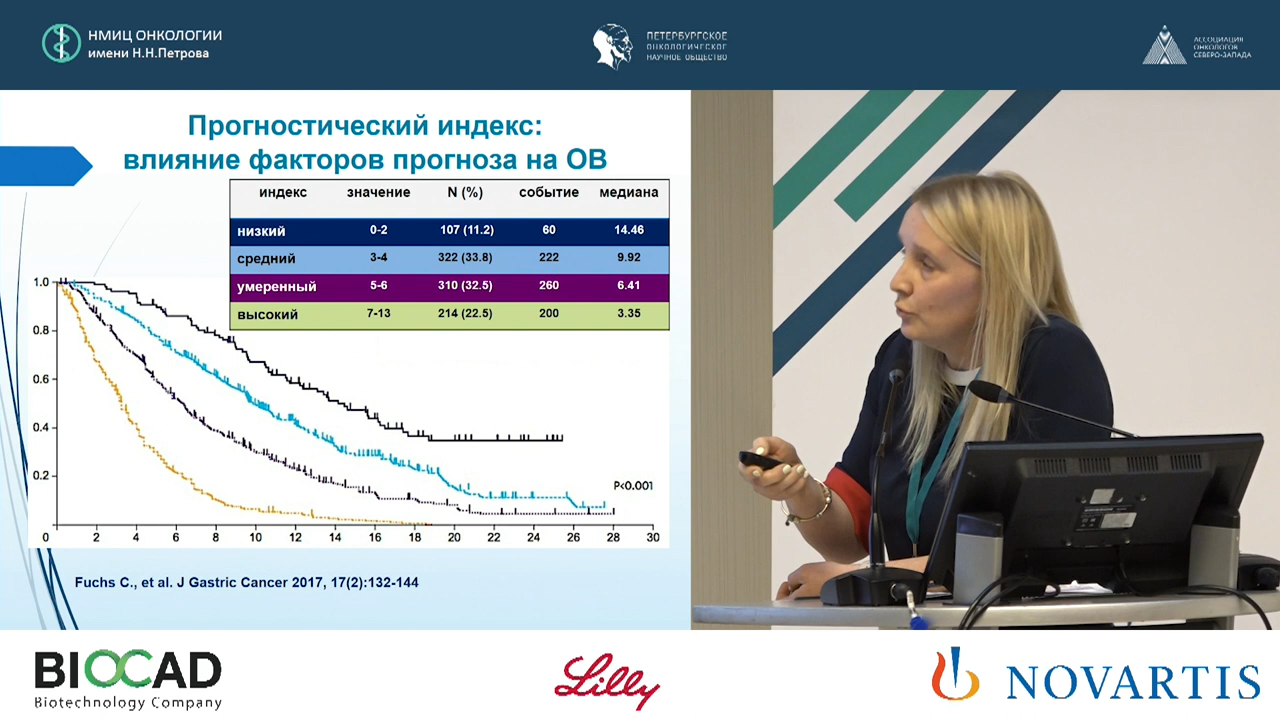 НМИЦ ОНКОЛОГИИ
имени Н.Н.Петрова
ПЕТЕРБУРГСКОЕ
ОНКОЛОГИЧЕСКОЕ
НАУЧНОЕ ОБЩЕСТВО
АССОЦИАЦИЯ
ОНКОЛОГОВ
СЕВЕРО-ЗАПАДА
Прогностический индекс:
влияние факторов прогноза на ОВ
индекс значение N (%) событие медиана
низкий 0-2 107 (11.2) 60 14.46
средний 3-4 322 (33.8) 222 9.92
умеренный 5-6 310 (32.5) 260 6.41
высокий 7-13 214 (22.5) 200 3.35
1.0
0.8
0.6
0.4
0.2
P<0.001
0 2 4 6 8 10 12 14 16 18 20 22 24 26 28 30
Fuchs C., et al. J Gastric Cancer 2017, 17(2):132-144
BIOCAD
Biotechnology Company
Lilly
NOVARTIS